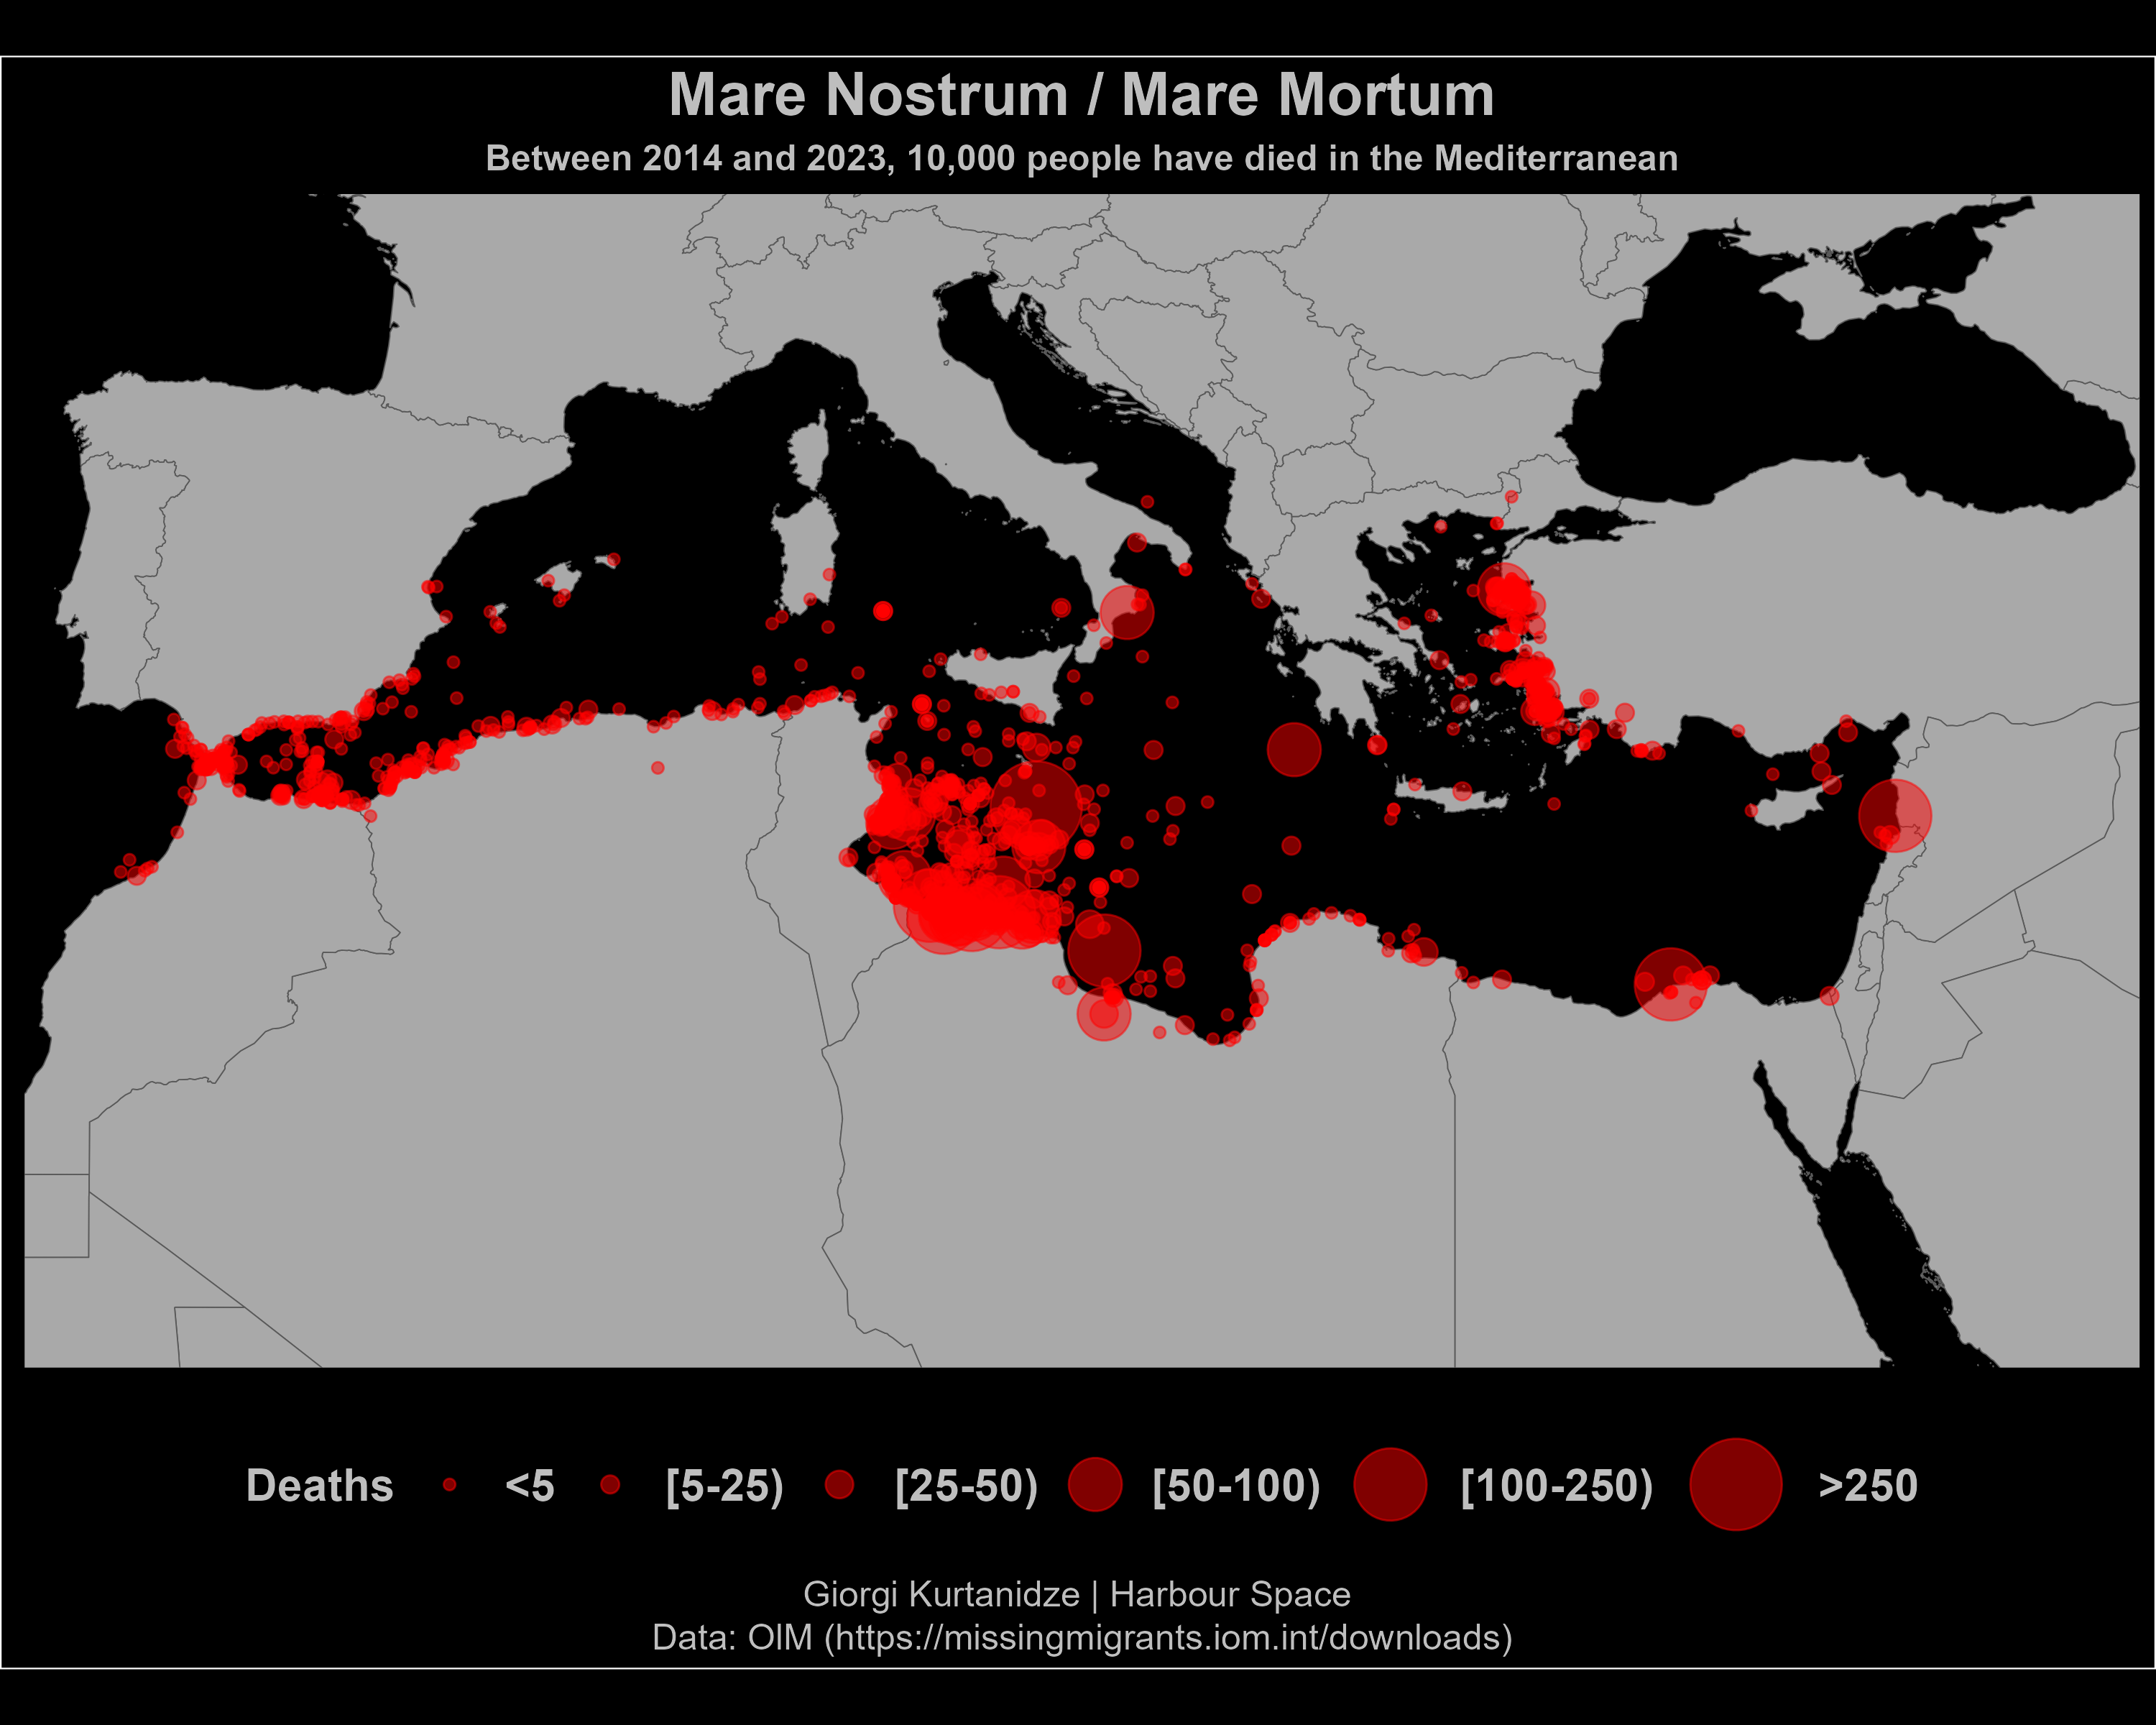 Mare Nostrum / Mare Mortum
Between 2014 and 2023, 10,000 people have died in the Mediterranean
Deaths <5 [5-25) [25-50) [50-100) [100-250) >250
Giorgi Kurtanidze | Harbour Space
Data: OIM (https://missingmigrants.iom.int/downloads)